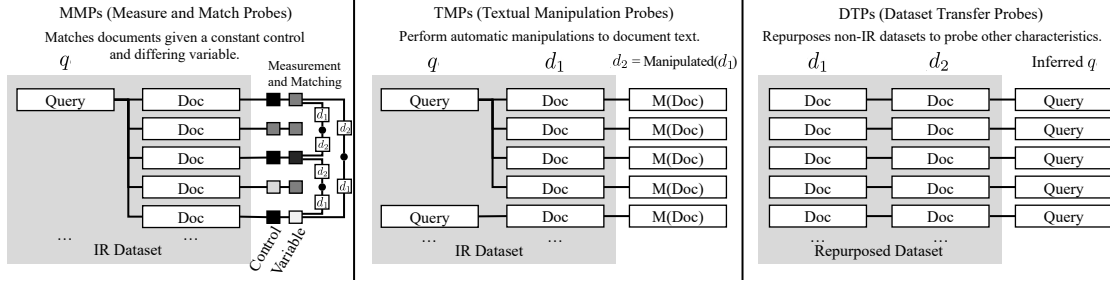 MMPs (Measure and Match Probes)
Matches documents given a constant control
and differing variable.
q
Measurement
and Matching
Query
Doc
Doc
Doc
Doc
Doc
d₁
d₂
d₂
d₁
d₂
d₁
...
...
IR Dataset
Control
Variable
TMPs (Textual Manipulation Probes)
Perform automatic manipulations to document text.
q
d₁
d₂ = Manipulated(d₁)
Query
Doc
M(Doc)
Doc
M(Doc)
Doc
M(Doc)
Doc
M(Doc)
Query
Doc
M(Doc)
...
...
IR Dataset
DTPs (Dataset Transfer Probes)
Repurposes non-IR datasets to probe other characteristics.
d₁
d₂
Inferred q
Doc
Doc
Query
Doc
Doc
Query
Doc
Doc
Query
Doc
Doc
Query
Doc
Doc
Query
...
...
Repurposed Dataset